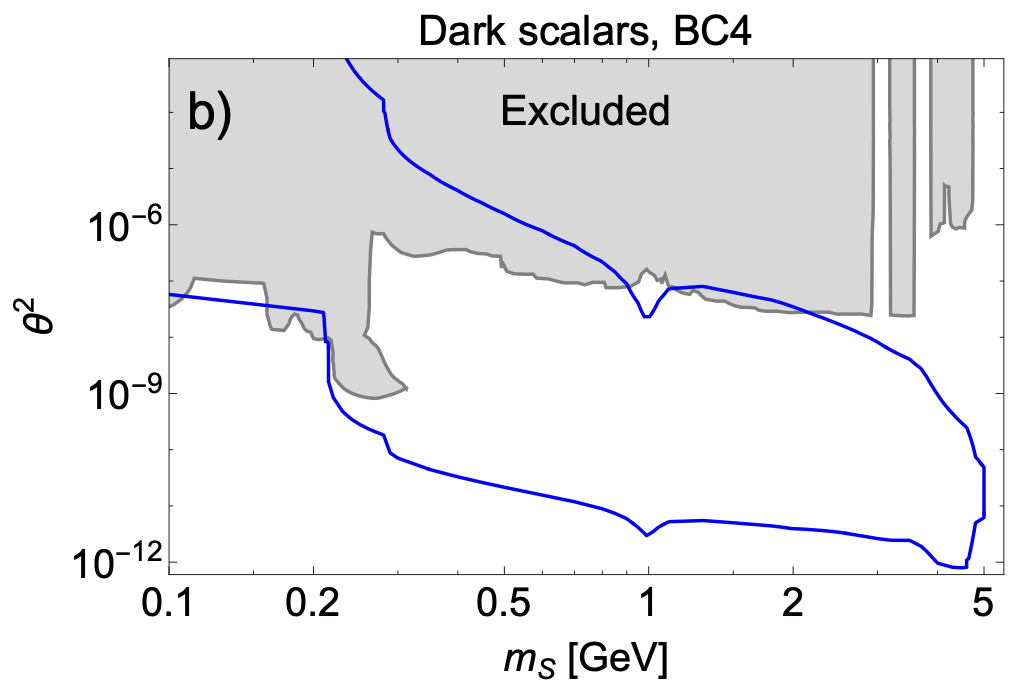 Dark scalars, BC4
b)
Excluded
10⁻⁶
10⁻⁹
10⁻¹²
θ²
0.1 0.2 0.5 1 2 5
m_S [GeV]